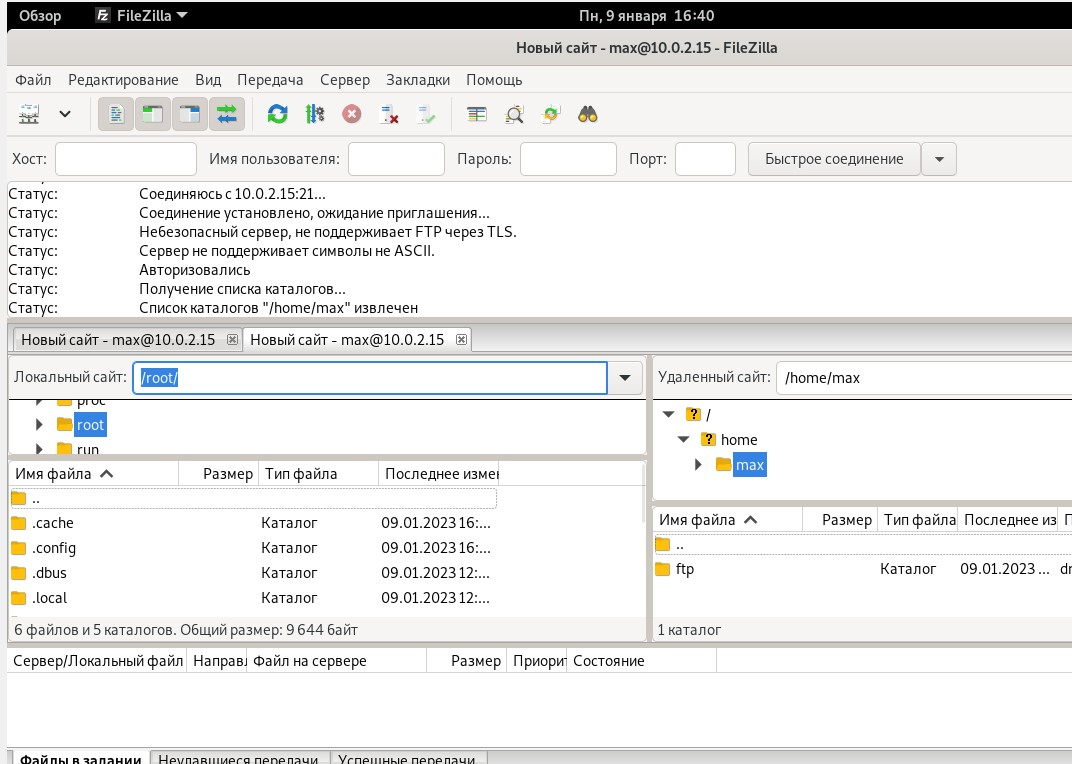 Обзор FileZilla Пн, 9 января 16:40
Новый сайт - max@10.0.2.15 - FileZilla
Файл Редактирование Вид Передача Сервер Закладки Помощь
Хост: Имя пользователя: Пароль: Порт: Быстрое соединение
Статус: Соединяюсь с 10.0.2.15:21...
Статус: Соединение установлено, ожидание приглашения...
Статус: Небезопасный сервер, не поддерживает FTP через TLS.
Статус: Сервер не поддерживает символы не ASCII.
Статус: Авторизовались
Статус: Получение списка каталогов...
Статус: Список каталогов "/home/max" извлечен
Новый сайт - max@10.0.2.15 Новый сайт - max@10.0.2.15
Локальный сайт: /root/
proc
root
run
Имя файла Размер Тип файла Последнее измен
..
.cache Каталог 09.01.2023 16:...
.config Каталог 09.01.2023 16:...
.dbus Каталог 09.01.2023 12:...
.local Каталог 09.01.2023 12:...
6 файлов и 5 каталогов. Общий размер: 9 644 байт
Удаленный сайт: /home/max
/
home
max
Имя файла Размер Тип файла Последнее из
..
ftp Каталог 09.01.2023 ... dr
1 каталог
Сервер/Локальный файл Направл Файл на сервере Размер Приорит Состояние
Файлы в задании Неудавшиеся передачи Успешные передачи